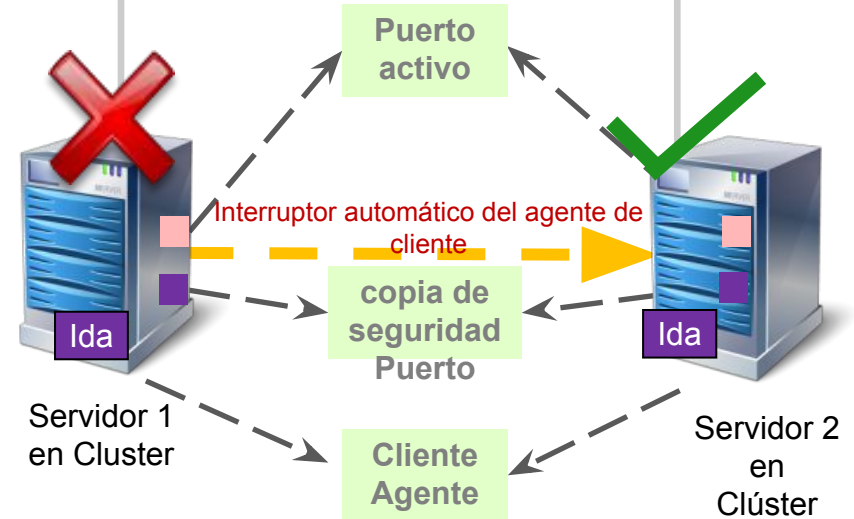 Puerto
activo
Interruptor automático del agente de
cliente
copia de
seguridad
Puerto
Ida
Ida
Servidor 1
en Cluster
Cliente
Agente
Servidor 2
en
Clúster